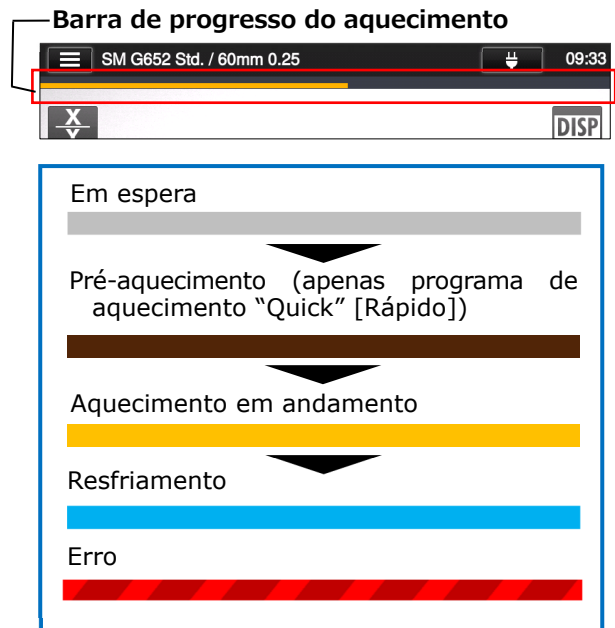 Barra de progresso do aquecimento
SM G652 Std. / 60mm 0.25
09:33
X
Y
DISP
Em espera
Pré-aquecimento (apenas programa de
aquecimento “Quick” [Rápido])
Aquecimento em andamento
Resfriamento
Erro